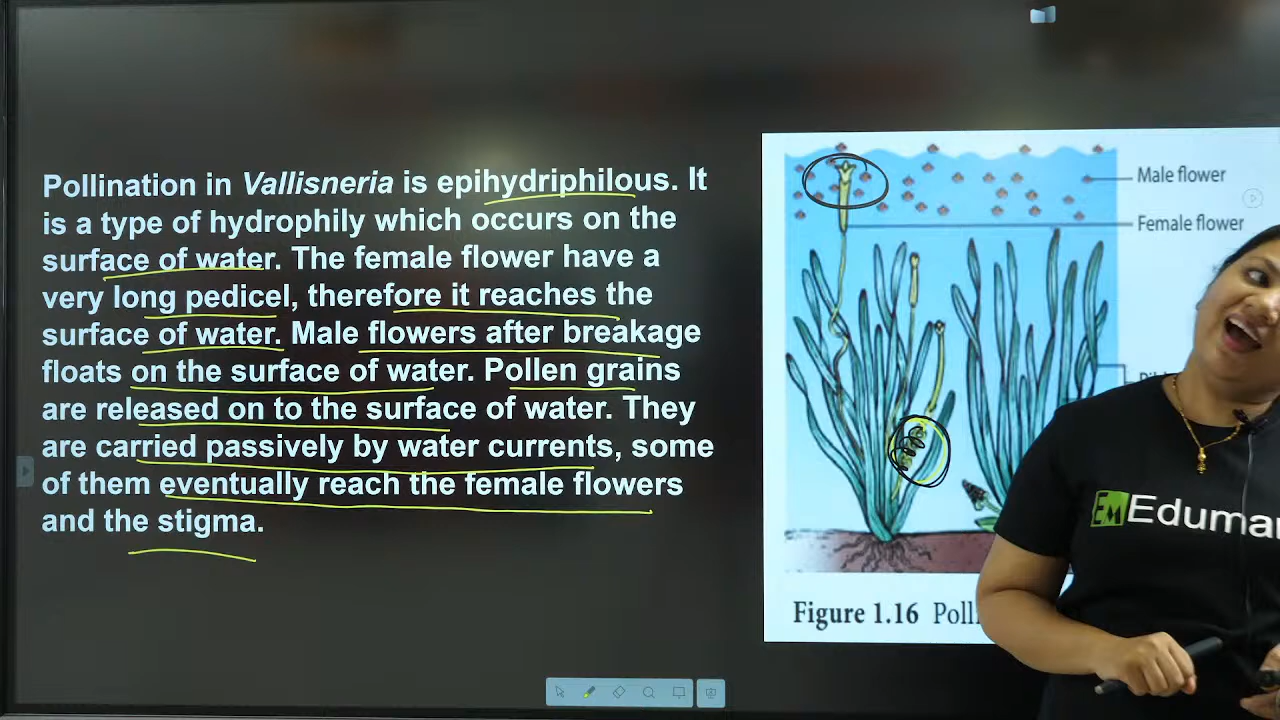 Pollination in Vallisneria is epihydriphilous. It
is a type of hydrophily which occurs on the
surface of water. The female flower have a
very long pedicel, therefore it reaches the
surface of water. Male flowers after breakage
floats on the surface of water. Pollen grains
are released on to the surface of water. They
are carried passively by water currents, some
of them eventually reach the female flowers
and the stigma.
Male flower
Female flower
Figure 1.16
EM Eduma